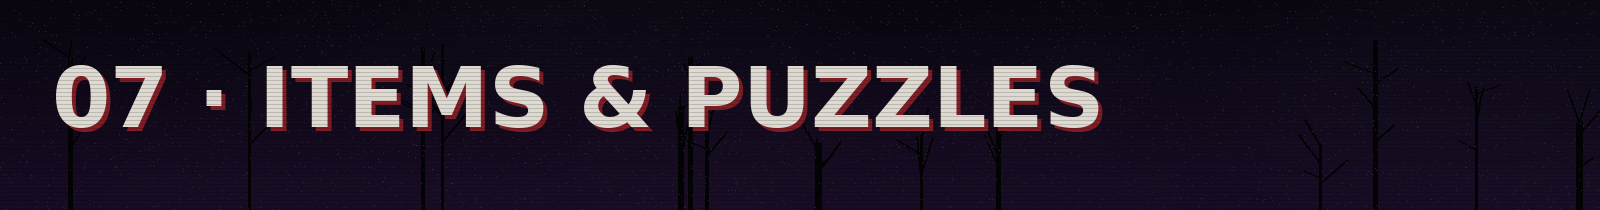 07 · ITEMS & PUZZLES